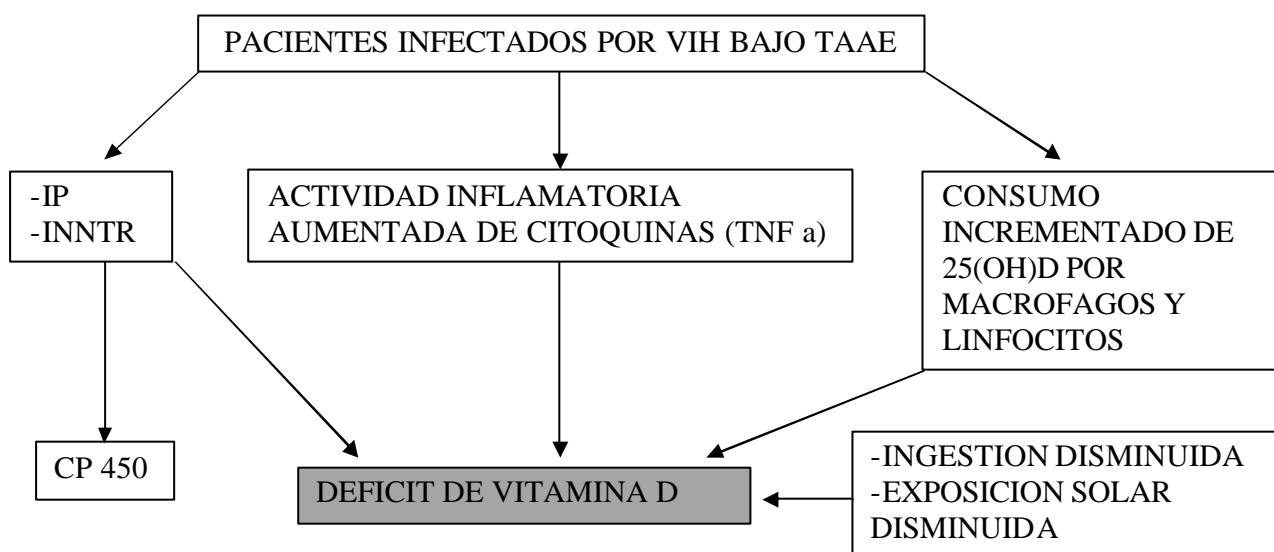 PACIENTES INFECTADOS POR VIH BAJO TAAE
-IP
-INNTR
ACTIVIDAD INFLAMATORIA
AUMENTADA DE CITOQUINAS (TNF a)
CONSUMO
INCREMENTADO DE
25(OH)D POR
MACROFAGOS Y
LINFOCITOS
CP 450
DEFICIT DE VITAMINA D
-INGESTION DISMINUIDA
-EXPOSICION SOLAR
DISMINUIDA